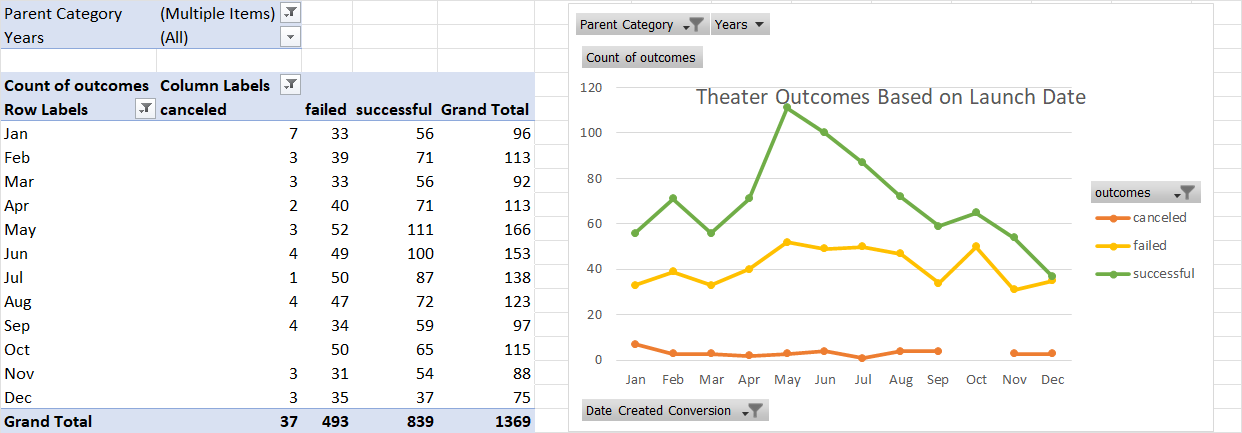 Parent Category (Multiple Items)
Years (All)
Count of outcomes Column Labels
Row Labels canceled failed successful Grand Total
Jan 7 33 56 96
Feb 3 39 71 113
Mar 3 33 56 92
Apr 2 40 71 113
May 3 52 111 166
Jun 4 49 100 153
Jul 1 50 87 138
Aug 4 47 72 123
Sep 4 34 59 97
Oct 50 65 115
Nov 3 31 54 88
Dec 3 35 37 75
Grand Total 37 493 839 1369
Parent Category Years
Count of outcomes
Theater Outcomes Based on Launch Date
120
100
80
60
40
20
0
Jan Feb Mar Apr May Jun Jul Aug Sep Oct Nov Dec
outcomes
canceled
failed
successful
Date Created Conversion